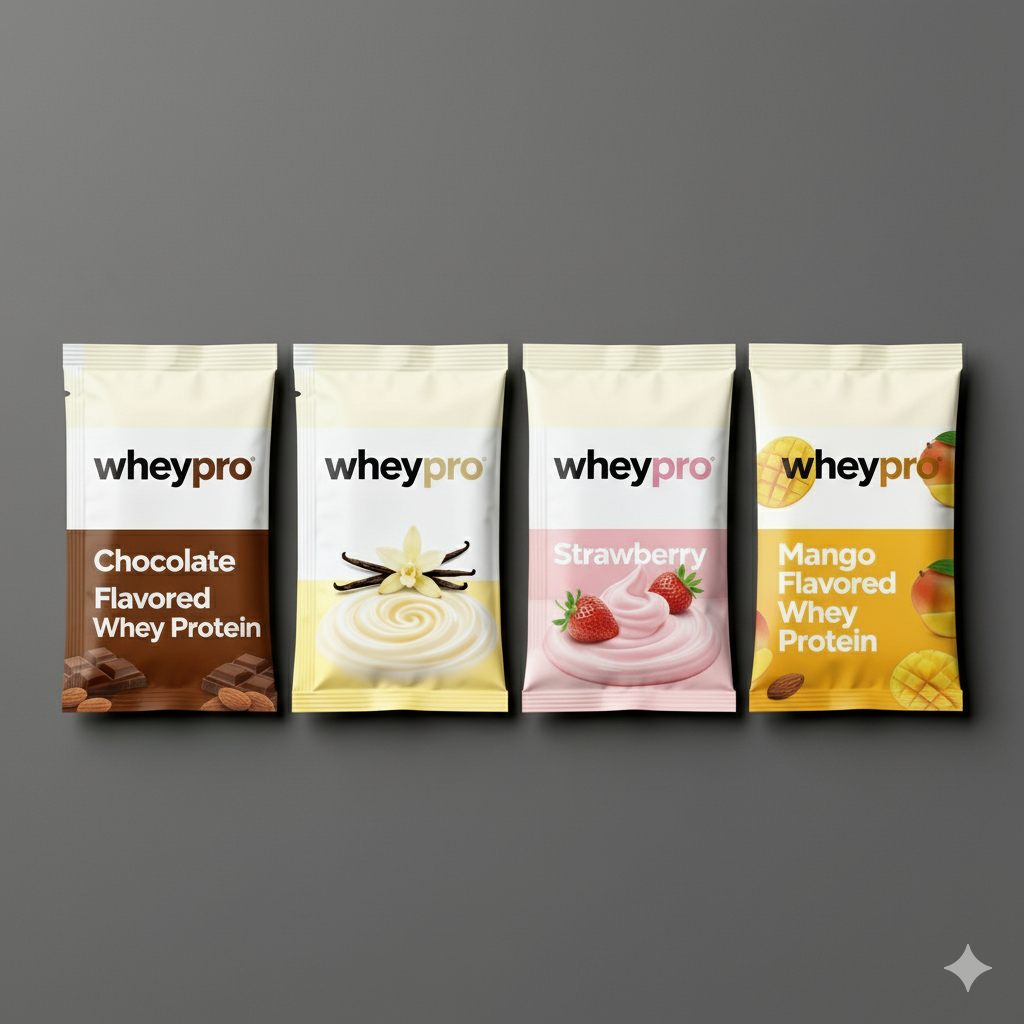 wheypro
Chocolate
Flavored
Whey Protein
wheypro
wheypro
Strawberry
wheypro
Mango
Flavored
Whey
Protein